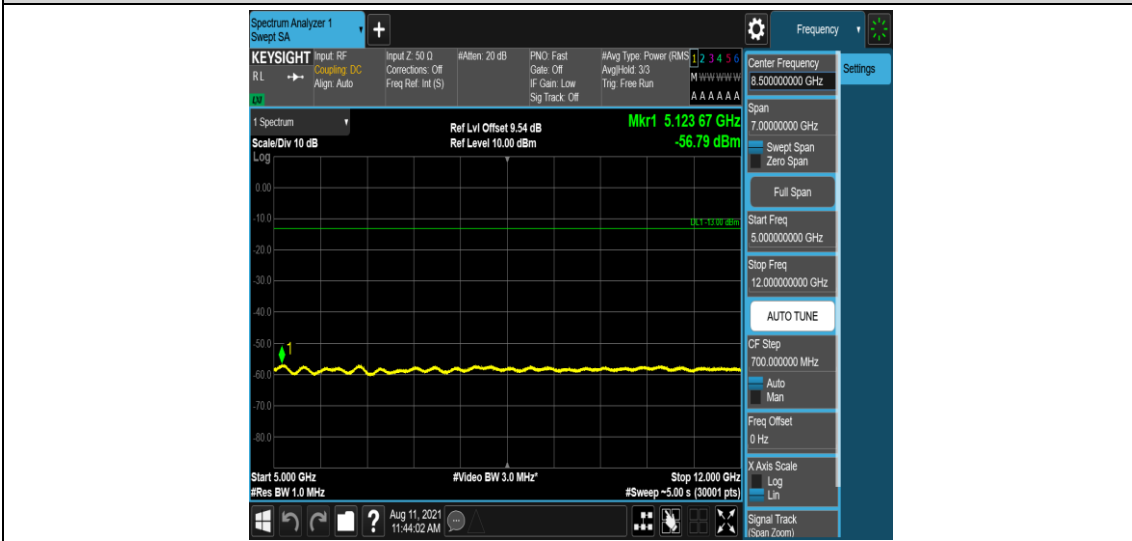 Spectrum Analyzer 1
Swept SA
+
Frequency
KEYSIGHT
RL
Input: RF
Coupling: DC
Align: Auto
Input Z: 50 Ω
Corrections: Off
Freq Ref: Int (S)
#Atten: 20 dB
PNO: Fast
Gate: Off
IF Gain: Low
Sig Track: Off
#Avg Type: Power (RMS
Avg|Hold: 3/3
Trig: Free Run
1 2 3 4 5 6
M W W W W W
A A A A A A
1 Spectrum
Scale/Div 10 dB
Log
Ref Lvl Offset 9.54 dB
Ref Level 10.00 dBm
Mkr1 5.123 67 GHz
-56.79 dBm
0.00
-10.0
DL1 -13.00 dBm
-20.0
-30.0
-40.0
-50.0
1
-60.0
-70.0
-80.0
Start 5.000 GHz
#Res BW 1.0 MHz
#Video BW 3.0 MHz*
Stop 12.000 GHz
#Sweep ~5.00 s (30001 pts)
?
Aug 11, 2021
11:44:02 AM
Center Frequency
8.500000000 GHz
Settings
Span
7.00000000 GHz
Swept Span
Zero Span
Full Span
Start Freq
5.000000000 GHz
Stop Freq
12.000000000 GHz
AUTO TUNE
CF Step
700.000000 MHz
Auto
Man
Freq Offset
0 Hz
X Axis Scale
Log
Lin
Signal Track
(Span Zoom)